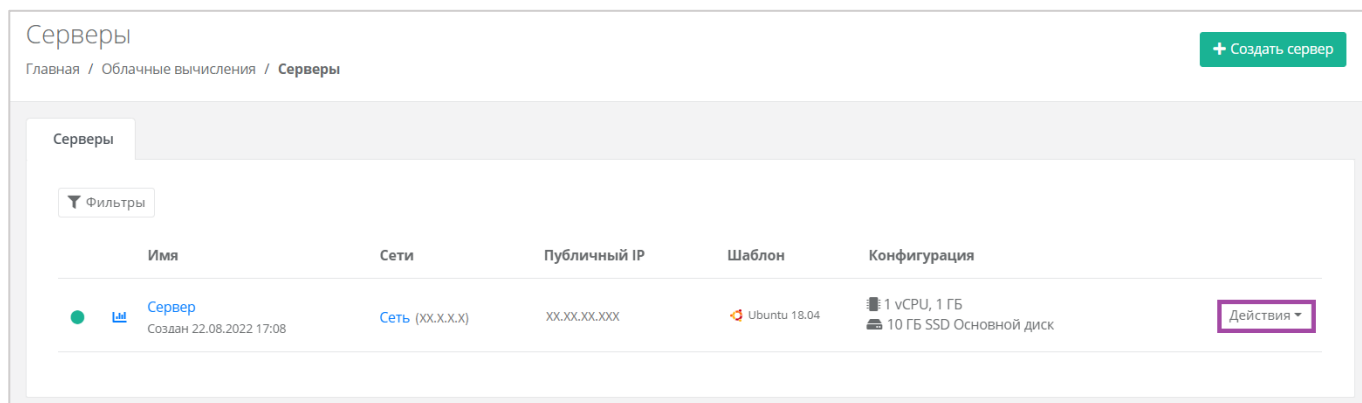 Серверы
+ Создать сервер
Главная / Облачные вычисления / Серверы
Серверы
Фильтры
Имя Сети Публичный IP Шаблон Конфигурация
Сервер
Создан 22.08.2022 17:08
Сеть (XX.X.X.X)
XX.XX.XX.XXX
Ubuntu 18.04
1 vCPU, 1 ГБ
10 ГБ SSD Основной диск
Действия